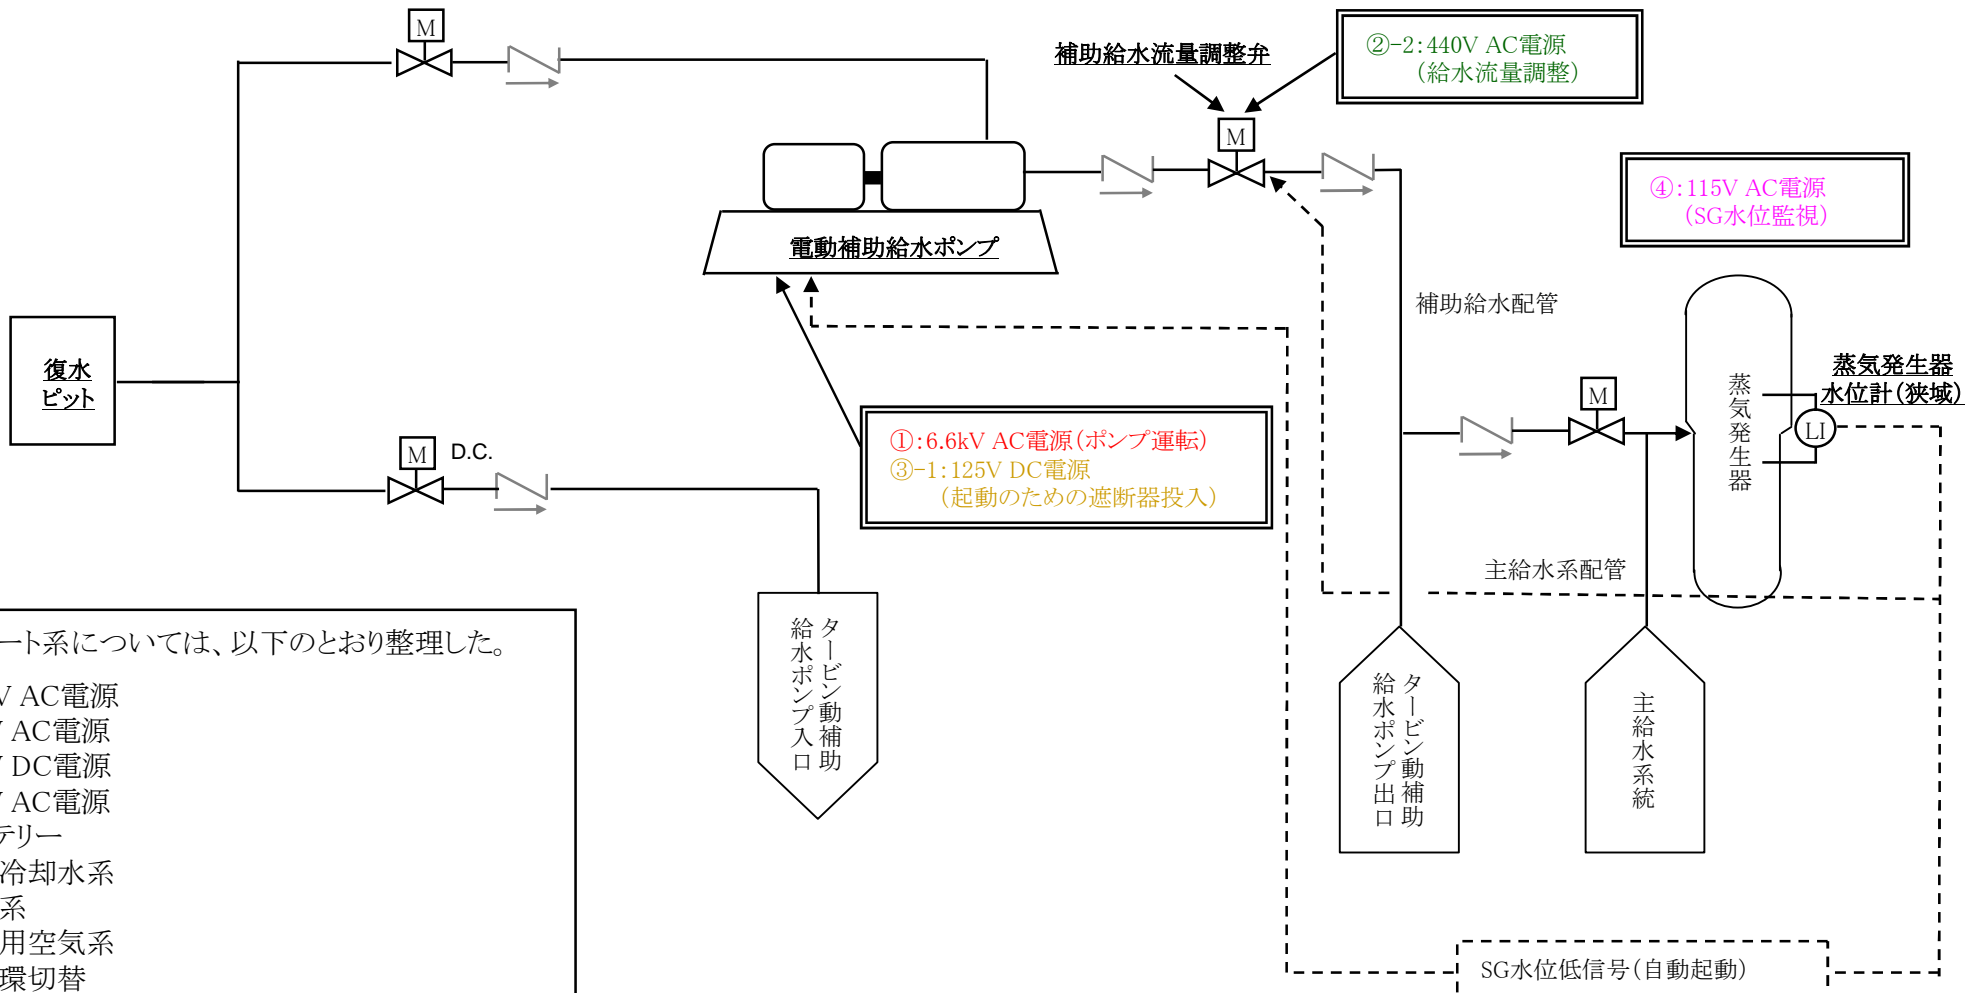 M
補助給水流量調整弁
②-2:440V AC電源
(給水流量調整)
M
④:115V AC電源
(SG水位監視)
電動補助給水ポンプ
補助給水配管
復水
ピット
蒸気発生器
水位計(狭域)
蒸気発生器
M
LI
①:6.6kV AC電源(ポンプ運転)
③-1:125V DC電源
(起動のための遮断器投入)
M
D.C.
主給水系配管
タービン動補助
給水ポンプ入口
タービン動補助
給水ポンプ出口
主給水系統
ート系については、以下のとおり整理した。
V AC電源
V AC電源
V DC電源
V AC電源
テリー
冷却水系
系
用空気系
環切替
SG水位低信号(自動起動)